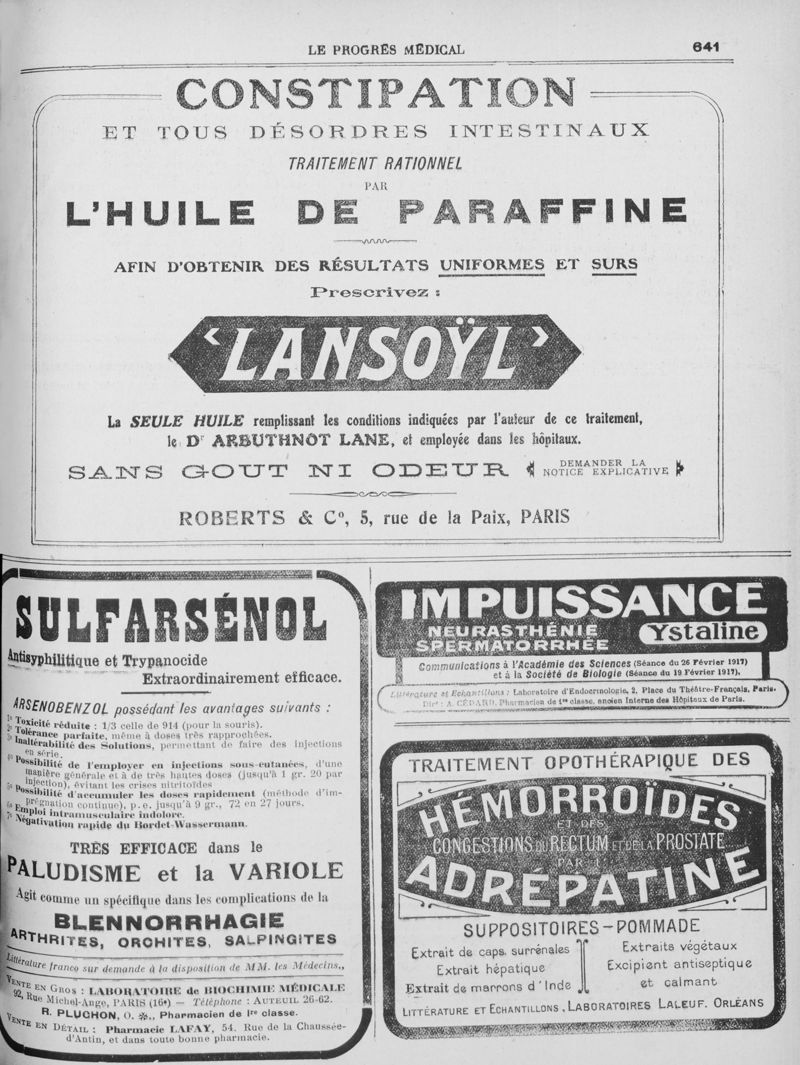 LE PROGRÈS MÉDICAL 641
CONSTIPATION
ET TOUS DÉSORDRES INTESTINAUX
TRAITEMENT RATIONNEL
PAR
L'HUILE DE PARAFFINE
AFIN D'OBTENIR DES RÉSULTATS UNIFORMES ET SURS
Prescrivez :
‹LANSOŸL›
La SEULE HUILE remplissant les conditions indiquées par l'auteur de ce traitement,
le Dr ARBUTHNOT LANE, et employée dans les hôpitaux.
SANS GOUT NI ODEUR
DEMANDER LA
NOTICE EXPLICATIVE
ROBERTS & Co, 5, rue de la Paix, PARIS
SULFARSÉNOL
Antisyphilitique et Trypanocide
Extraordinairement efficace.
ARSENOBENZOL possédant les avantages suivants :
1o Toxicité réduite : 1/3 celle de 914 (pour la souris).
2o Tolérance parfaite, même à doses très rapprochées.
3o Inaltérabilité des Solutions, permettant de faire des injections
en série.
4o Possibilité de l'employer en injections sous-cutanées, d'une
manière générale et à de très hautes doses (jusqu'à 1 gr. 20 par
injection), évitant les crises nitritoïdes
5o Possibilité d'accumuler les doses rapidement (méthode d'im-
prégnation continue), p. e. jusqu'à 9 gr., 72 en 27 jours.
6o Emploi intramusculaire indolore.
7o Négativation rapide du Bordet-Wassermann.
TRÈS EFFICACE dans le
PALUDISME et la VARIOLE
Agit comme un spécifique dans les complications de la
BLENNORRHAGIE
ARTHRITES, ORCHITES, SALPINGITES
Littérature franco sur demande à la disposition de MM. les Médecins.,
VENTE EN GROS : LABORATOIRE de BIOCHIMIE MÉDICALE
92, Rue Michel-Ange, PARIS (16e) — Téléphone : AUTEUIL 26-62.
R. PLUCHON, O. ✻., Pharmacien de Ire classe.
VENTE EN DÉTAIL : Pharmacie LAFAY, 54, Rue de la Chaussée-
d'Antin, et dans toute bonne pharmacie.
IMPUISSANCE
NEURASTHÉNIE
SPERMATORRHÉE
Ystaline
Communications à l'Académie des Sciences (Séance du 26 Février 1917)
et à la Société de Biologie (Séance du 19 Février 1917).
Littérature et Echantillons : Laboratoire d'Endocrinologie, 2, Place du Théâtre-Français, Paris.
Dir : A. CÉDARD, Pharmacien de 1re classe, ancien Interne des Hôpitaux de Paris.
TRAITEMENT OPOTHÉRAPIQUE DES
HÉMORROÏDES
ET DES
CONGESTIONS DU RECTUM ET DE LA PROSTATE
PAR L'
ADRÉPATINE
SUPPOSITOIRES-POMMADE
Extrait de caps. surrénales
Extrait hépatique
Extrait de marrons d'Inde
Extraits végétaux
Excipient antiseptique
et calmant
LITTÉRATURE ET ECHANTILLONS, LABORATOIRES LALEUF. ORLÉANS